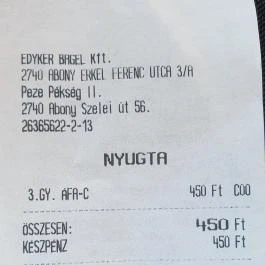 EDYKER BAGEL Kft.
2740 ABONY ERKEL FERENC UTCA 3/A
Peze Pékség II.
2740 Abony Szelei út 56.
26365622-2-13
NYUGTA
3.GY. ÁFA-C 450 Ft C00
ÖSSZESEN: 450 Ft
KÉSZPÉNZ 450 Ft